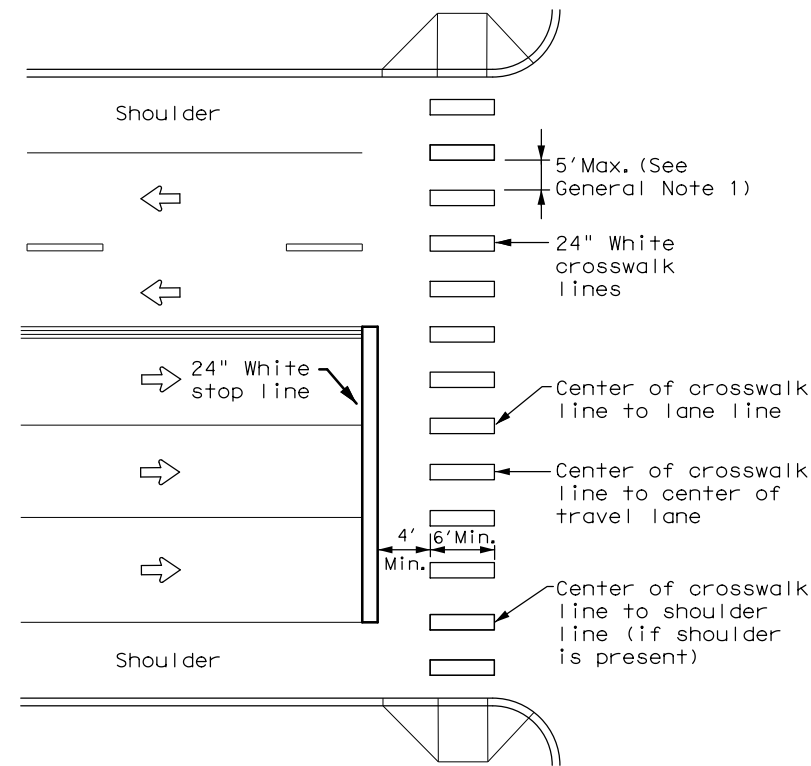 Shoulder
5'Max. (See
General Note 1)
24" White
crosswalk
lines
24" White
stop line
Center of crosswalk
line to lane line
Center of crosswalk
line to center of
travel lane
4'
Min.
6'Min.
Center of crosswalk
line to shoulder
line (if shoulder
is present)
Shoulder